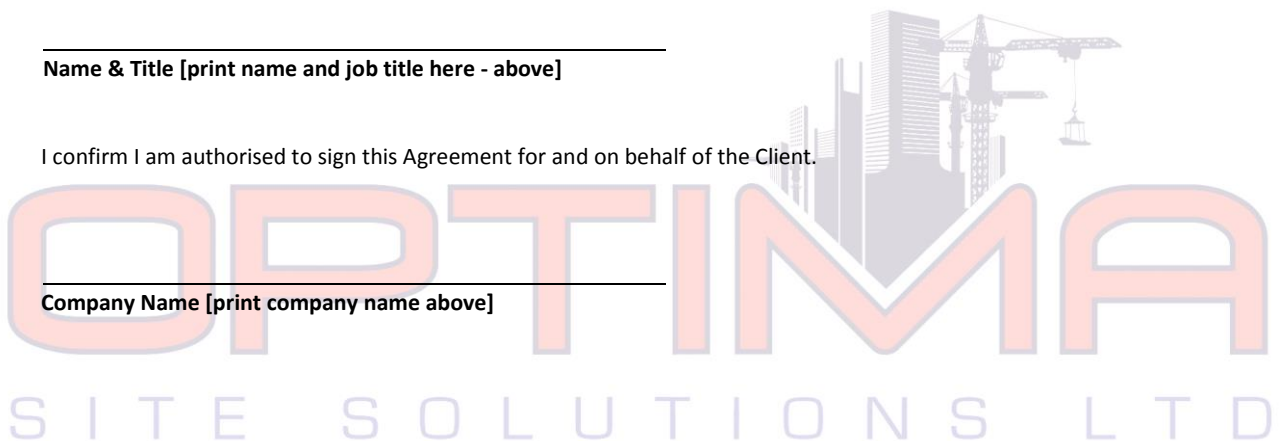 Name & Title [print name and job title here - above]
I confirm I am authorised to sign this Agreement for and on behalf of the Client.
OPTIMA
Company Name [print company name above]
SITE SOLUTIONS LTD